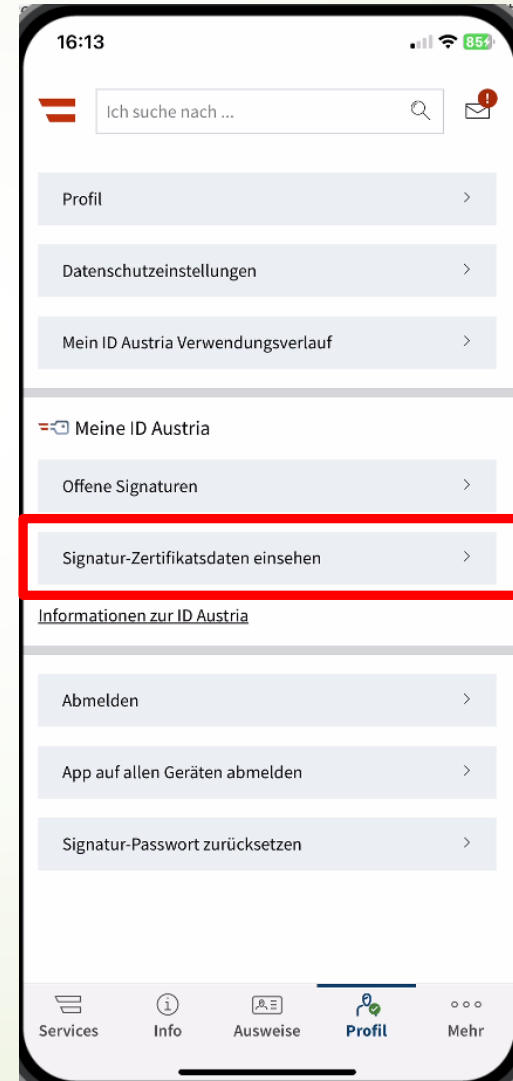 16:13
85
Ich suche nach ...
!
Profil
Datenschutzeinstellungen
Mein ID Austria Verwendungsverlauf
Meine ID Austria
Offene Signaturen
Signatur-Zertifikatsdaten einsehen
Informationen zur ID Austria
Abmelden
App auf allen Geräten abmelden
Signatur-Passwort zurücksetzen
Services Info Ausweise Profil Mehr